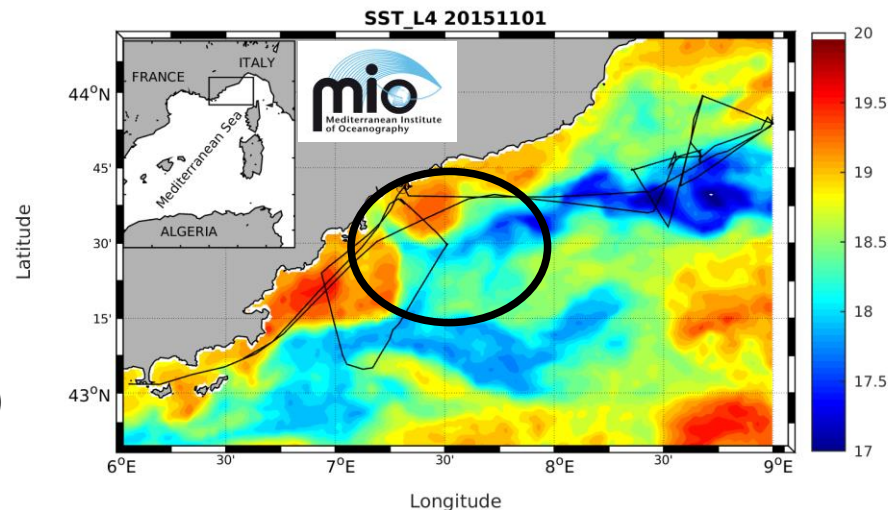 SST_L4 20151101
FRANCE
ITALY
Mediterranean Sea
ALGERIA
mio
Mediterranean Institute
of Oceanography
Latitude
44°N
45'
30'
15'
43°N
6°E
30'
7°E
30'
8°E
30'
9°E
Longitude
20
19.5
19
18.5
18
17.5
17
)